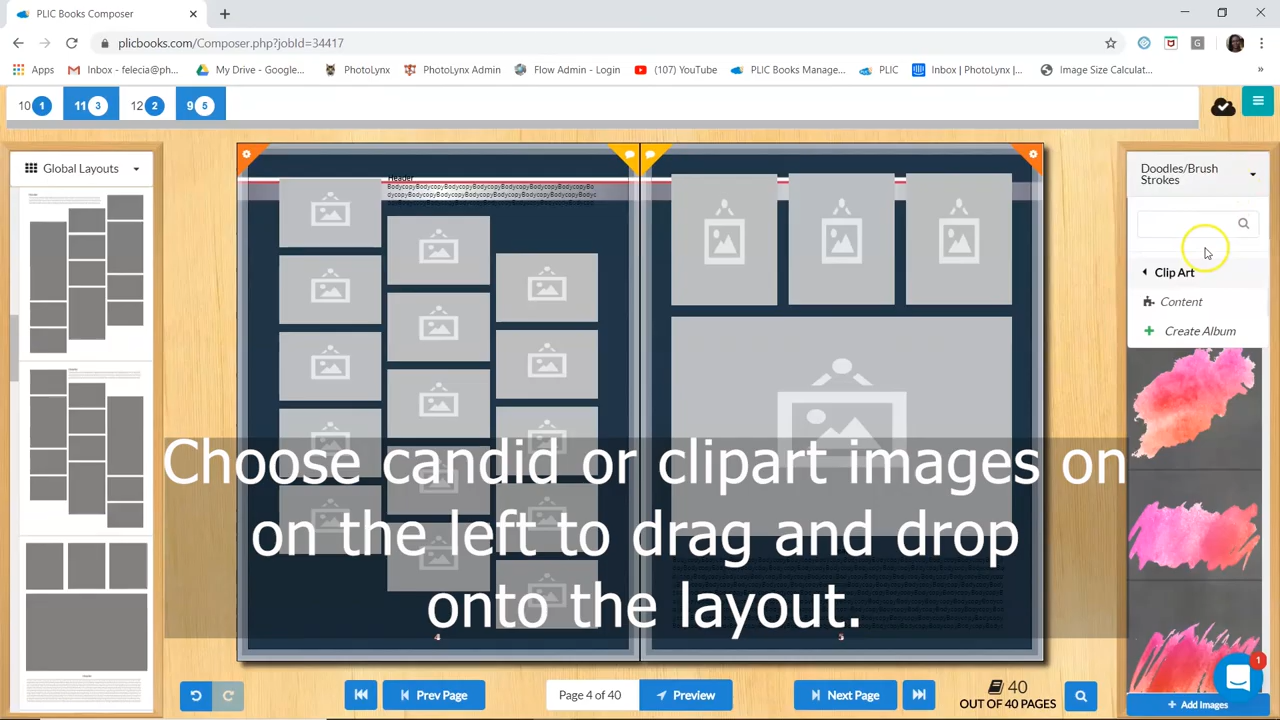 PLIC Books Composer
plicbooks.com/Composer.php?jobId=34417
Apps
Inbox - felecia@ph...
My Drive - Google...
PhotoLynx
PhotoLynx Admin
Flow Admin - Login
(107) YouTube
PLIC Books Manage...
PLIC
Inbox | PhotoLynx |...
Image Size Calculat...
»
10 1
11 3
12 2
9 5
Global Layouts
Header
Doodles/Brush
Strokes
Clip Art
Content
Create Album
Choose candid or clipart images on
on the left to drag and drop
onto the layout.
Prev Page
Page 4 of 40
Preview
Next Page
40
OUT OF 40 PAGES
1
+ Add Images